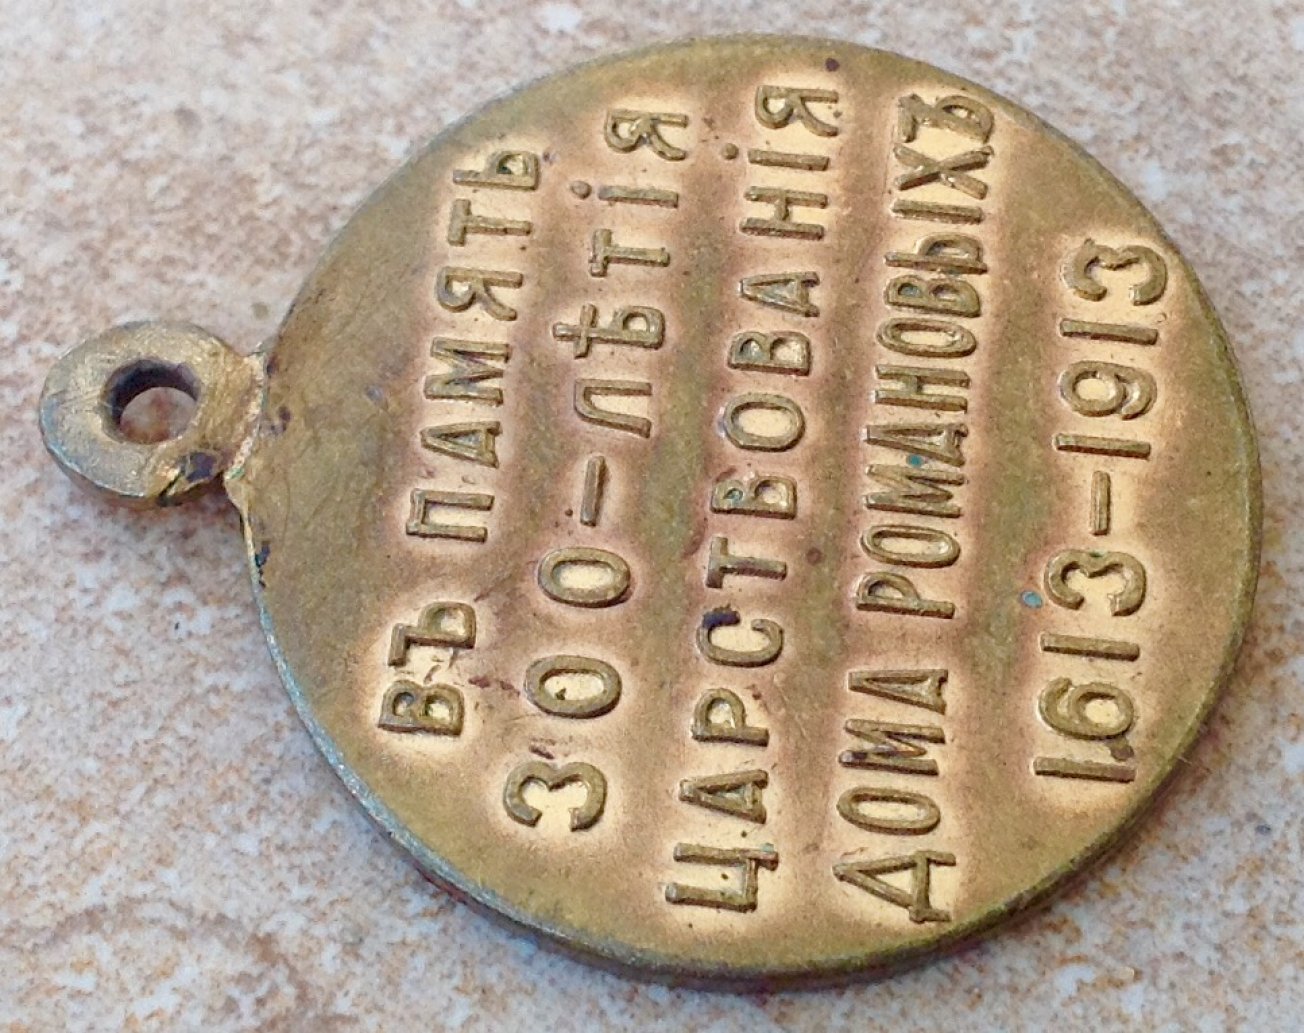 ВЪ ПАМЯТЬ
300-ЛѢТІЯ
ЦАРСТВОВАНІЯ
ДОМА РОМАНОВЫХЪ
1613-1913